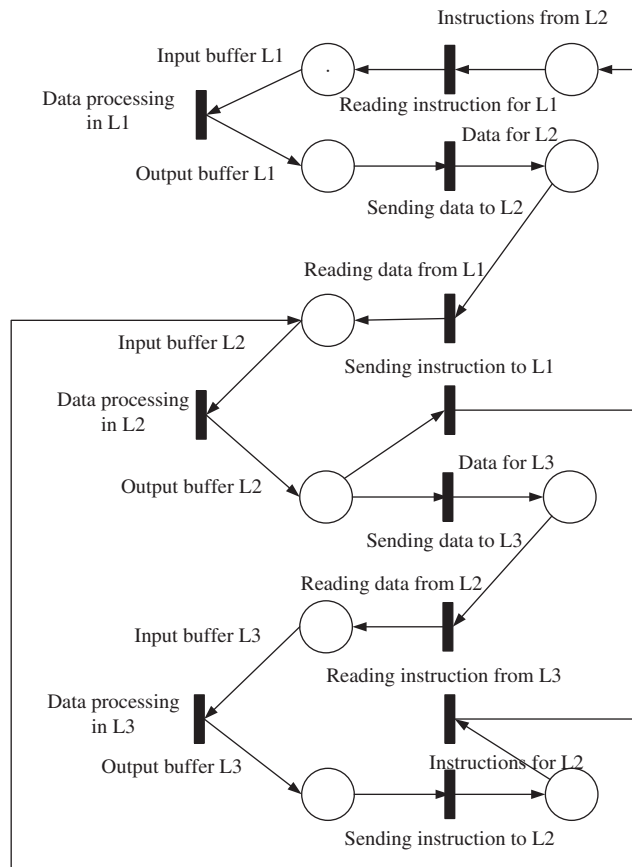 Instructions from L2
Input buffer L1
Data processing
in L1
Reading instruction for L1
Data for L2
Output buffer L1
Sending data to L2
Reading data from L1
Input buffer L2
Sending instruction to L1
Data processing
in L2
Data for L3
Output buffer L2
Sending data to L3
Reading data from L2
Input buffer L3
Reading instruction from L3
Data processing
in L3
Output buffer L3
Instructions for L2
Sending instruction to L2